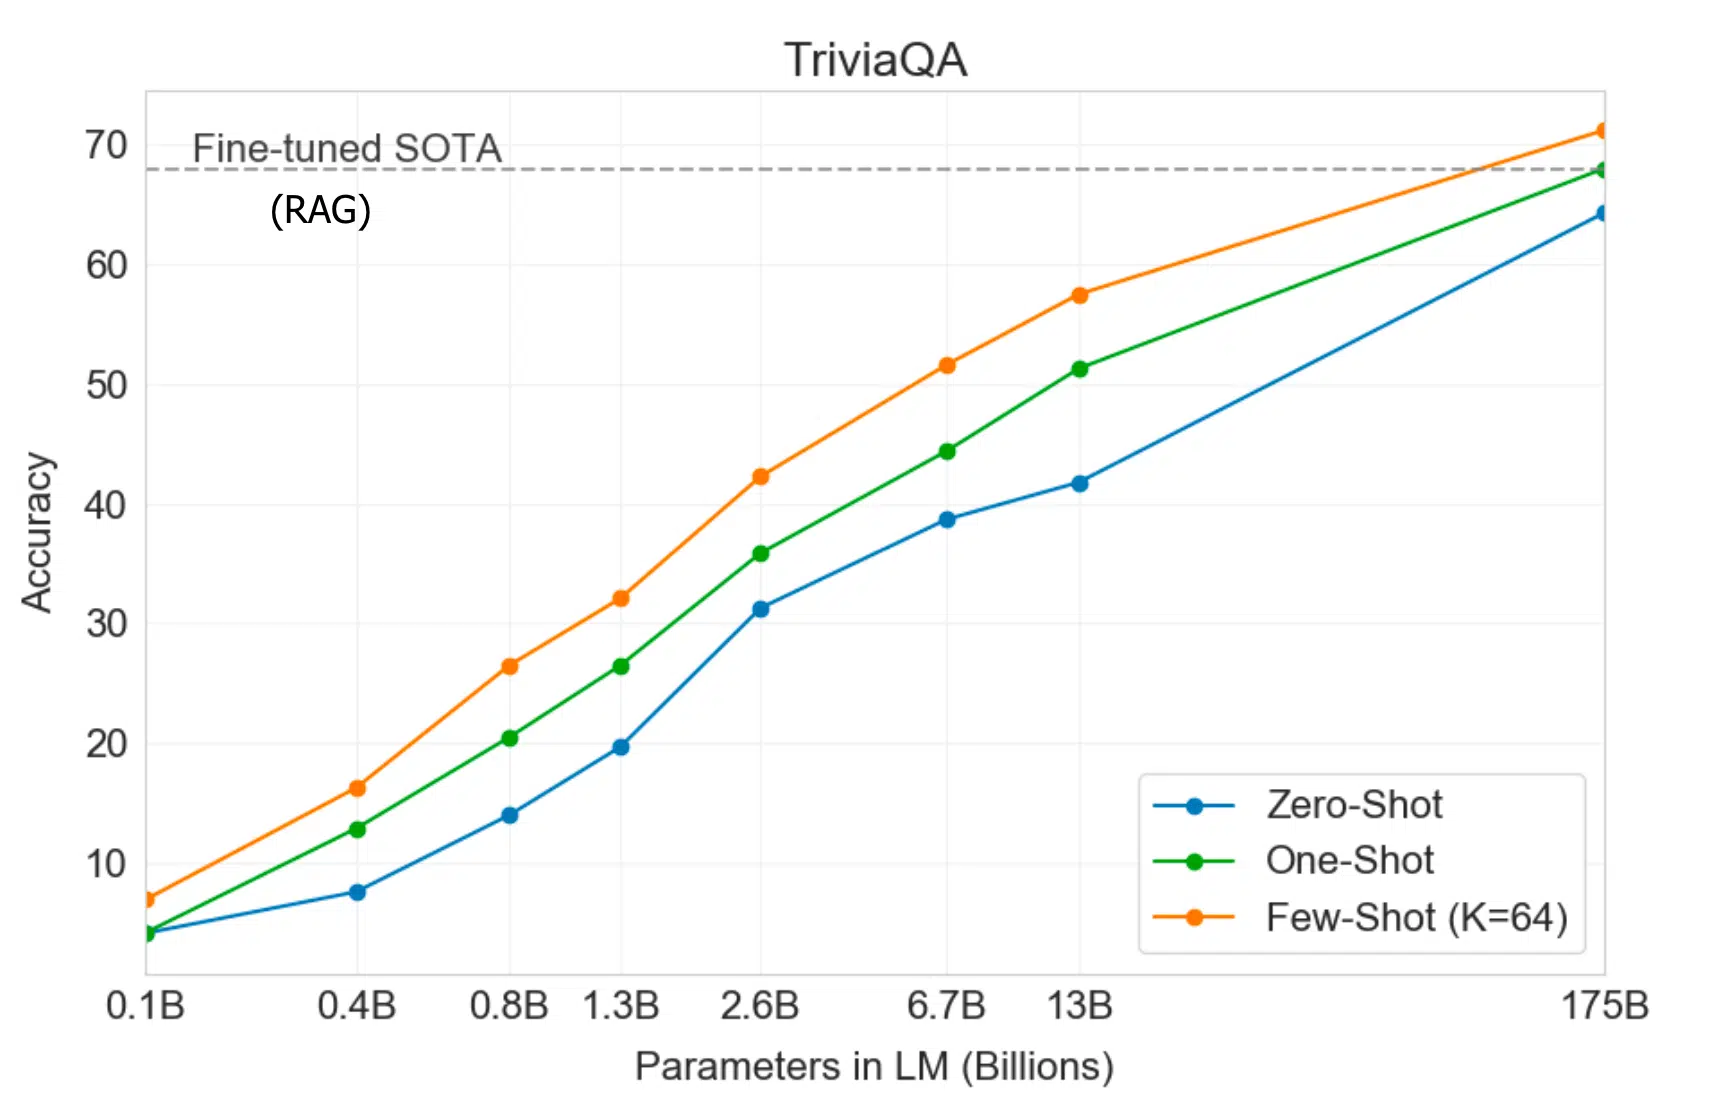 TriviaQA
70
Fine-tuned SOTA
(RAG)
60
50
40
30
20
10
Accuracy
Zero-Shot
One-Shot
Few-Shot (K=64)
0.1B 0.4B 0.8B 1.3B 2.6B 6.7B 13B 175B
Parameters in LM (Billions)